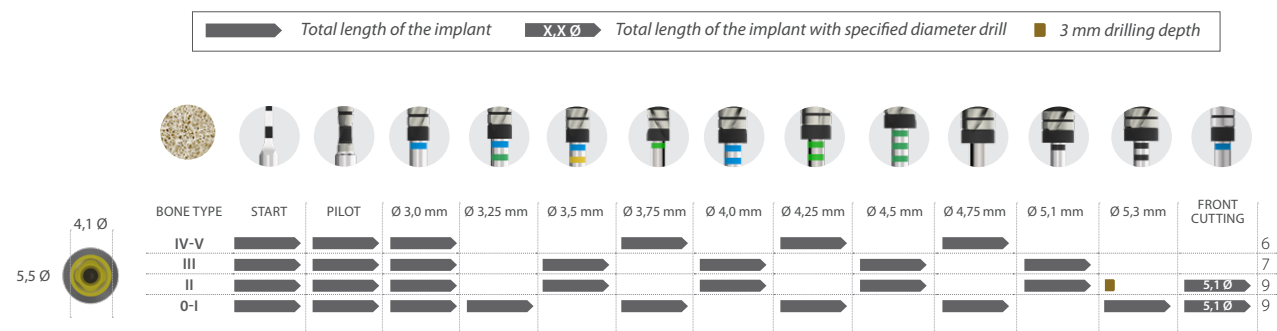 Total length of the implant X,X Ø Total length of the implant with specified diameter drill 3 mm drilling depth
BONE TYPE START PILOT Ø 3,0 mm Ø 3,25 mm Ø 3,5 mm Ø 3,75 mm Ø 4,0 mm Ø 4,25 mm Ø 4,5 mm Ø 4,75 mm Ø 5,1 mm Ø 5,3 mm FRONT CUTTING
4,1 Ø
5,5 Ø
IV-V 6
III 7
II 5,1 Ø 9
0-I 5,1 Ø 9